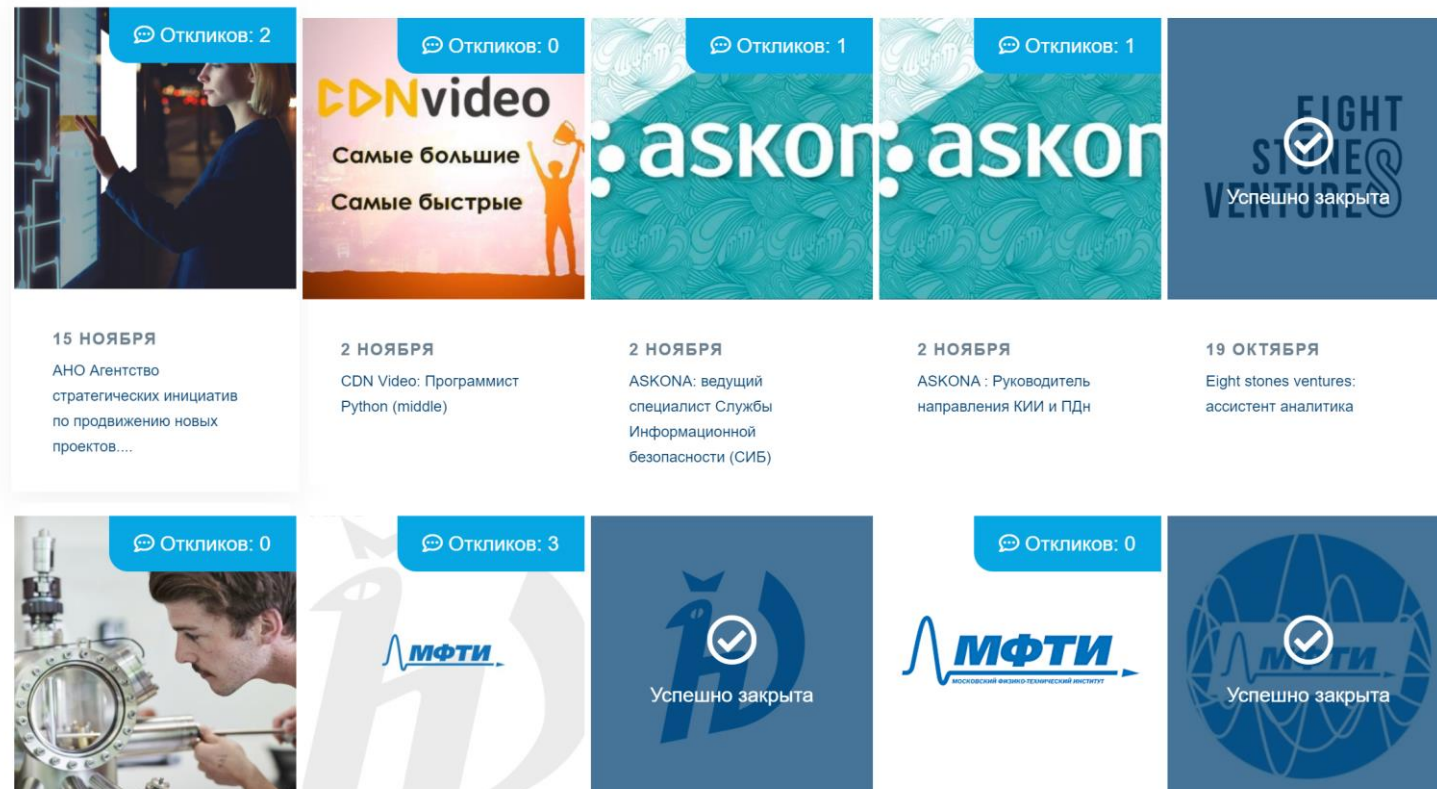 Откликов: 2
Откликов: 0
Откликов: 1
Откликов: 1
CDNvideo
Самые большие
Самые быстрые
askon
askon
EIGHT
STONES
VENTURES
Успешно закрыта
15 НОЯБРЯ
АНО Агентство
стратегических инициатив
по продвижению новых
проектов....
2 НОЯБРЯ
CDN Video: Программист
Python (middle)
2 НОЯБРЯ
ASKONA: ведущий
специалист Службы
Информационной
безопасности (СИБ)
2 НОЯБРЯ
ASKONA : Руководитель
направления КИИ и ПДн
19 ОКТЯБРЯ
Eight stones ventures:
ассистент аналитика
Откликов: 0
Откликов: 3
МФТИ
Успешно закрыта
Откликов: 0
МФТИ
МОСКОВСКИЙ ФИЗИКО-ТЕХНИЧЕСКИЙ ИНСТИТУТ
МФТИ
Успешно закрыта